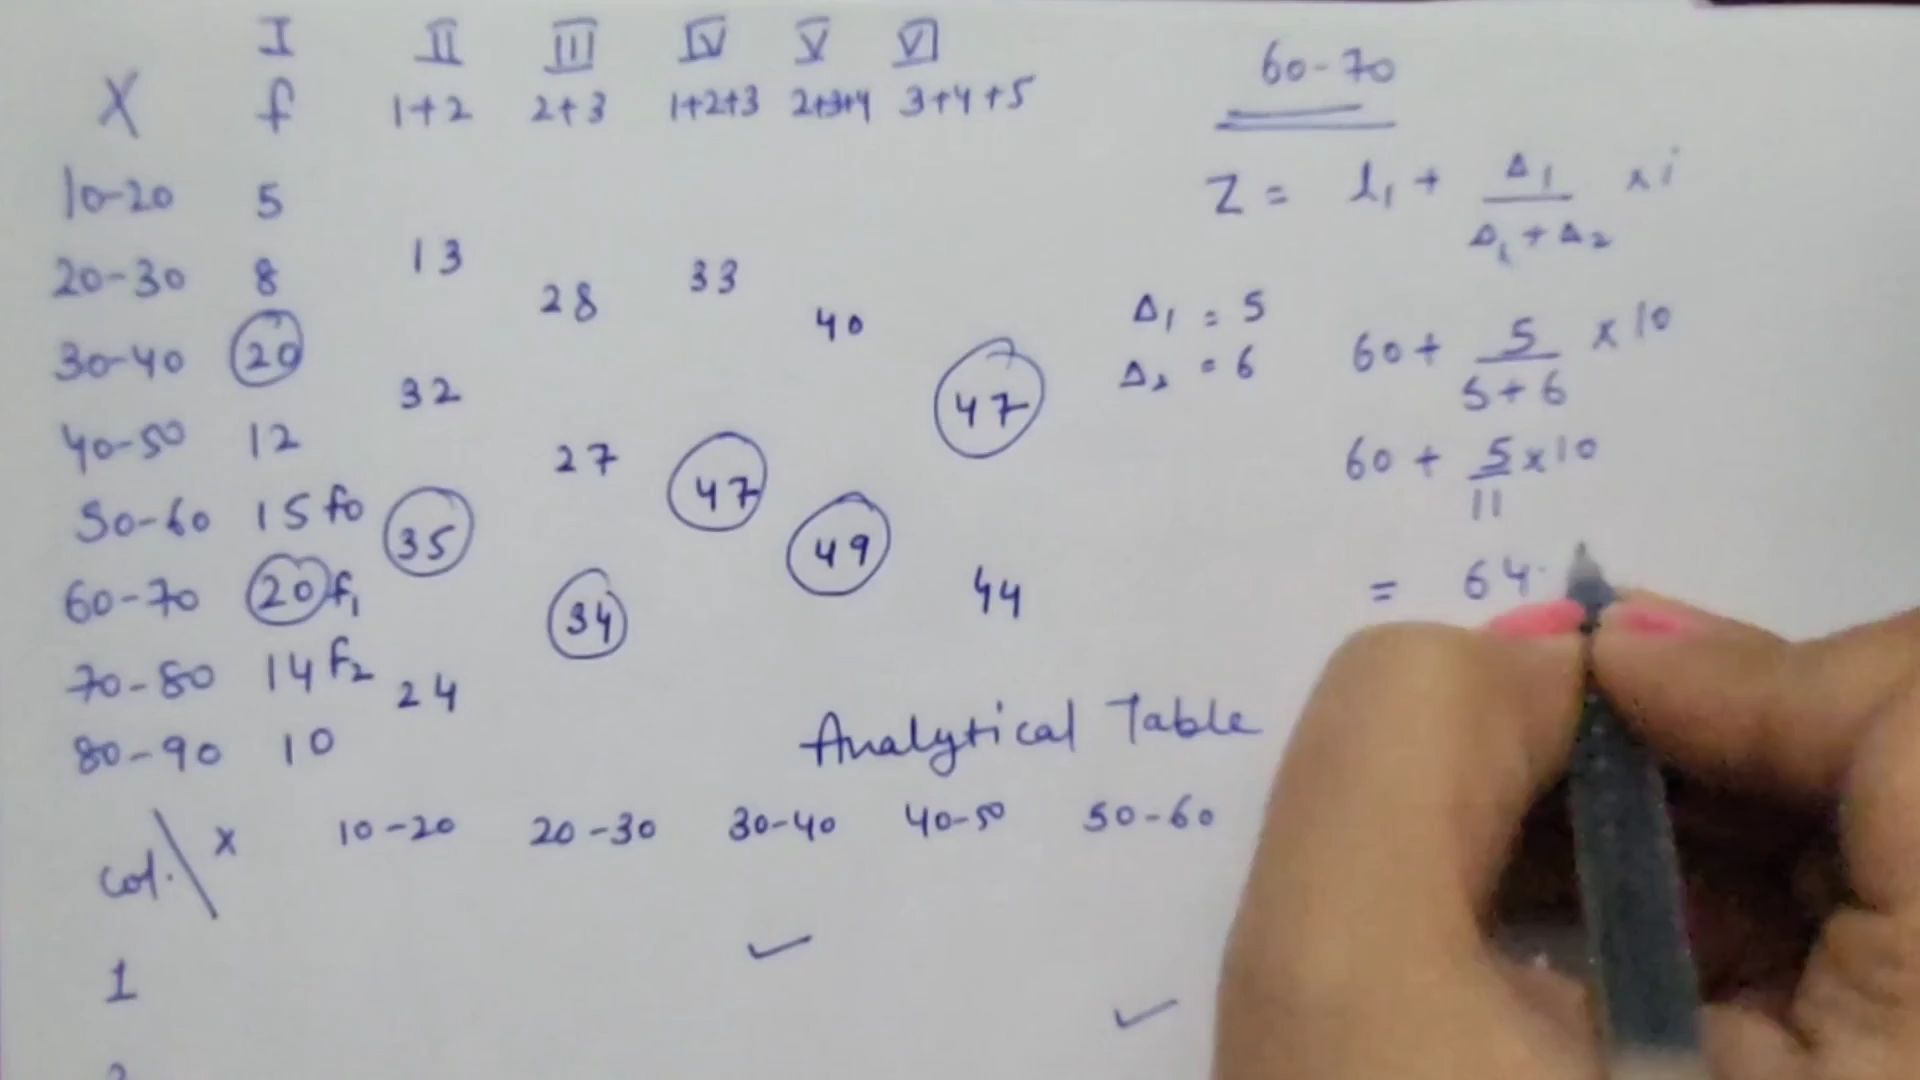 I II III IV V VI
X f 1+2 2+3 1+2+3 2+3+4 3+4+5
10-20 5
13
20-30 8
28 33
40
30-40 20
32 47
40-50 12
27 47
50-60 15 f0
35 49
60-70 20 f1
34 44
70-80 14 f2
24
80-90 10
60-70
Z = l1 + Δ1 / Δ1 + Δ2 × i
Δ1 = 5
Δ2 = 6
60 + 5 / 5 + 6 × 10
60 + 5 / 11 × 10
= 64.
Analytical Table
col. \ X 10-20 20-30 30-40 40-50 50-60
✓
1
✓